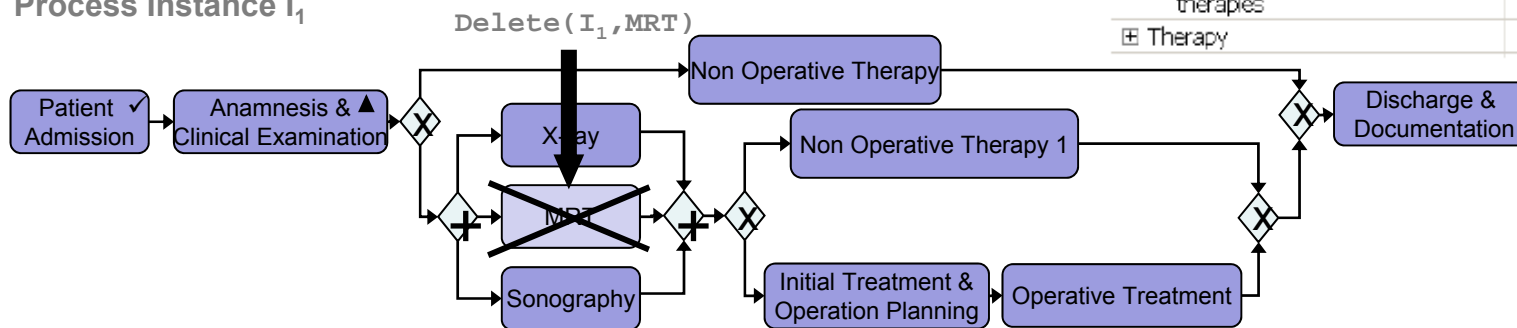 Process Instance I1
Delete(I1,MRT)
therapies
Therapy
Non Operative Therapy
Patient
Admission
Anamnesis &
Clinical Examination
X
X-ray
MRT
Sonography
+
+
X
Non Operative Therapy 1
Initial Treatment &
Operation Planning
Operative Treatment
X
X
Discharge &
Documentation